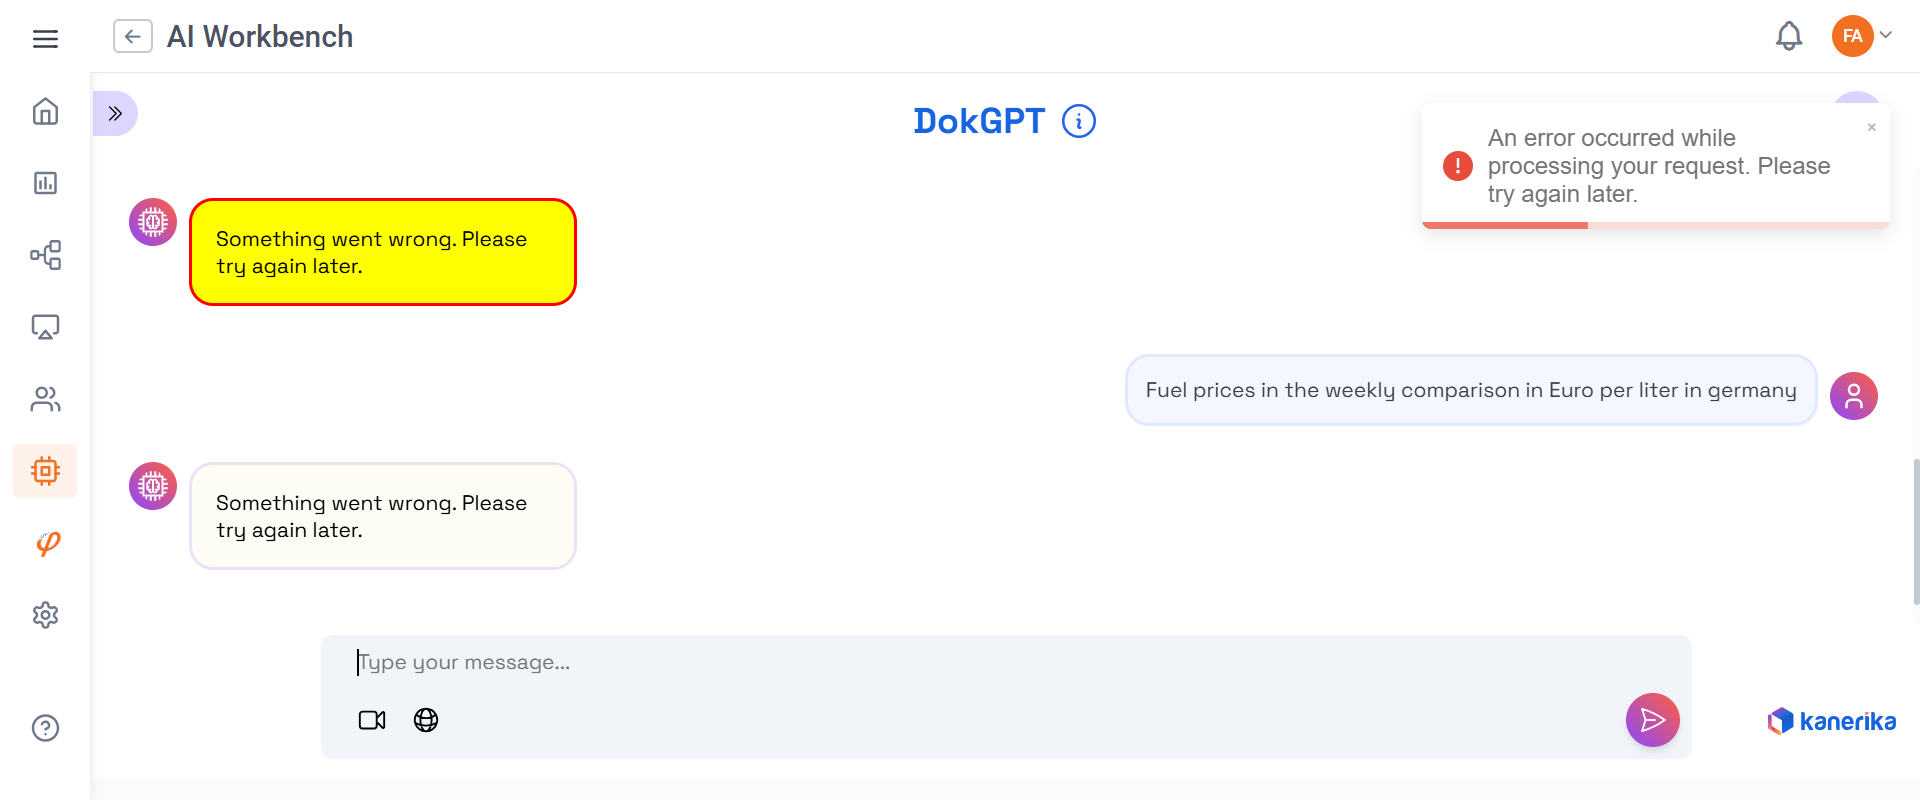 AI Workbench
FA
DokGPT
An error occurred while
processing your request. Please
try again later.
Something went wrong. Please
try again later.
Fuel prices in the weekly comparison in Euro per liter in germany
Something went wrong. Please
try again later.
Type your message...
kanerika